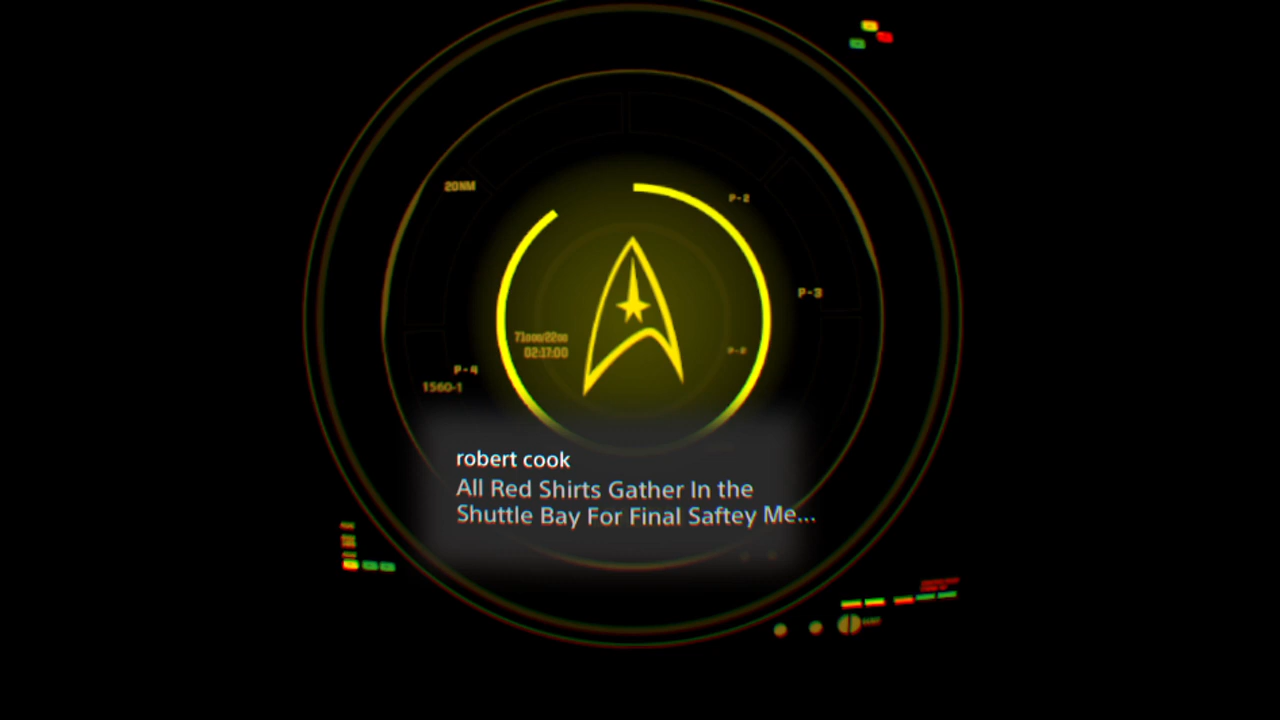 20NM
P-2
P-3
71000/2200
02:17:00
P-4
1560-1
robert cook
All Red Shirts Gather In the
Shuttle Bay For Final Saftey Me...